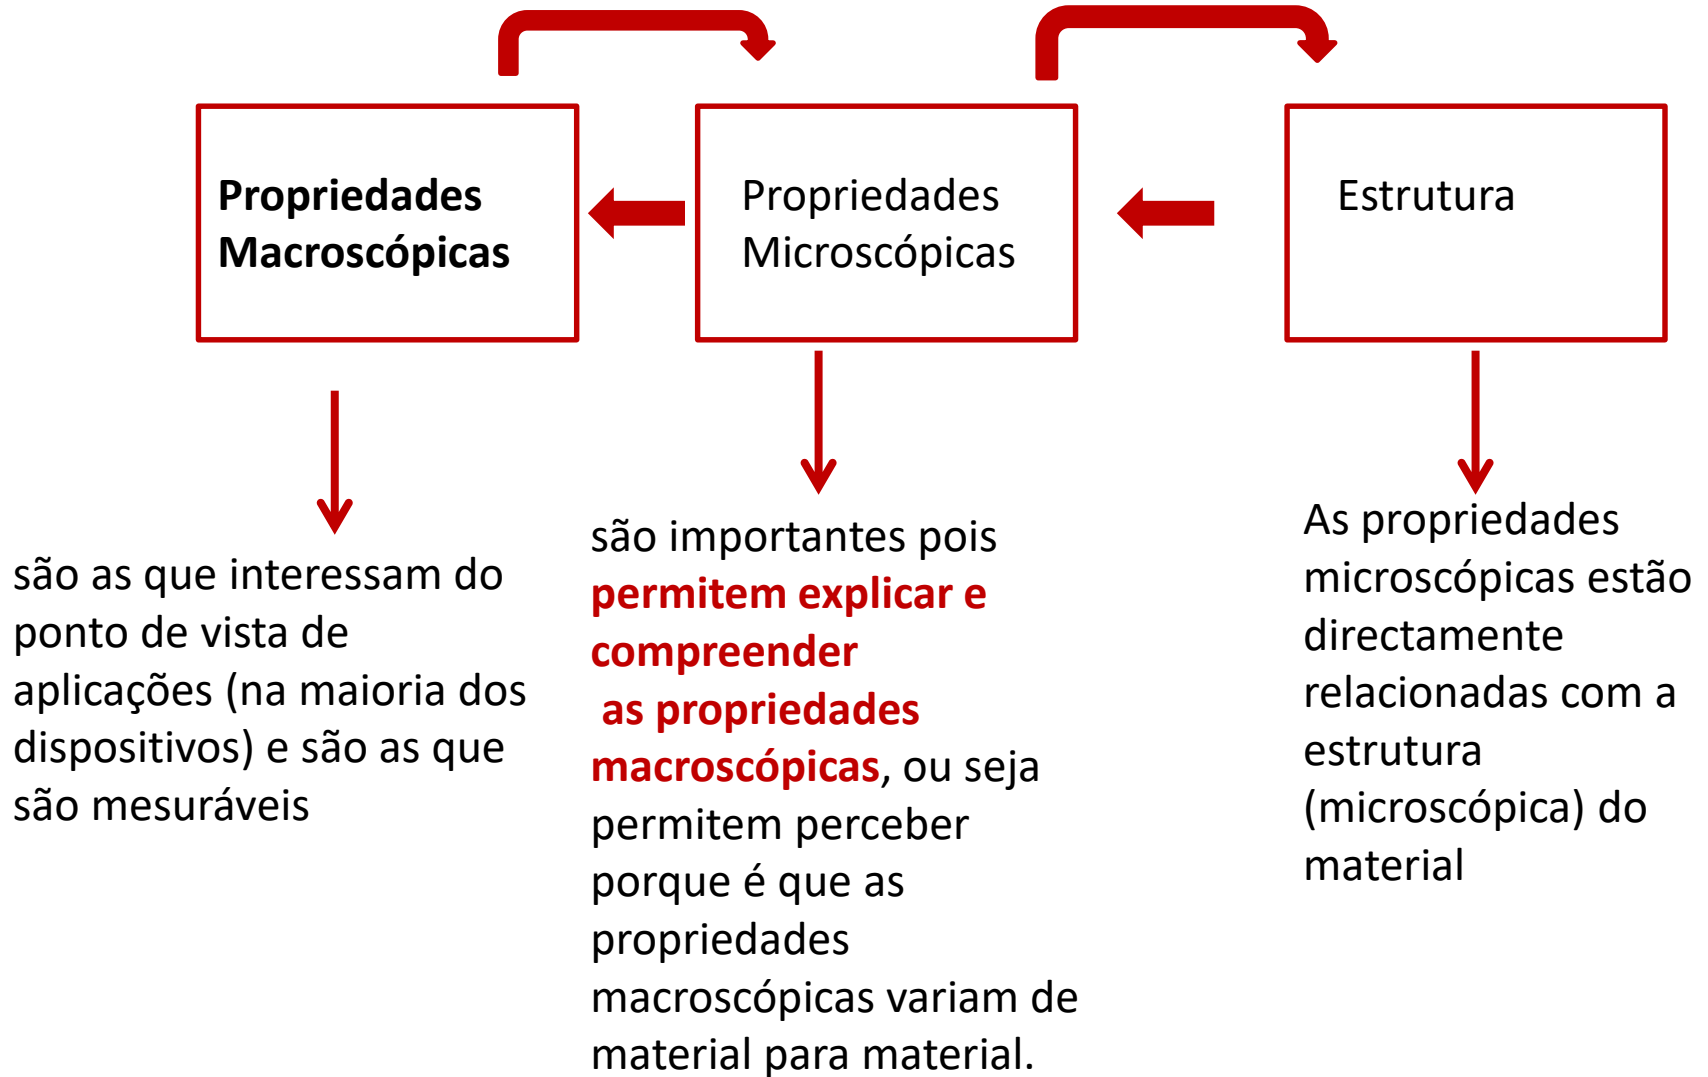 Propriedades
Macroscópicas
Propriedades
Microscópicas
Estrutura
são as que interessam do
ponto de vista de
aplicações (na maioria dos
dispositivos) e são as que
são mesuráveis
são importantes pois
permitem explicar e
compreender
as propriedades
macroscópicas, ou seja
permitem perceber
porque é que as
propriedades
macroscópicas variam de
material para material.
As propriedades
microscópicas estão
directamente
relacionadas com a
estrutura
(microscópica) do
material